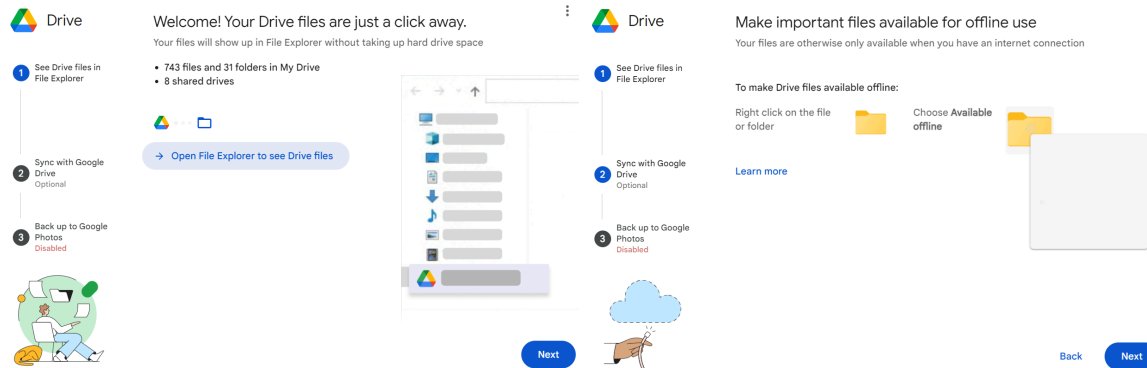 Drive
Welcome! Your Drive files are just a click away.
Your files will show up in File Explorer without taking up hard drive space
1
See Drive files in
File Explorer
• 743 files and 31 folders in My Drive
• 8 shared drives
→ Open File Explorer to see Drive files
2
Sync with Google
Drive
Optional
3
Back up to Google
Photos
Disabled
Next
Drive
Make important files available for offline use
Your files are otherwise only available when you have an internet connection
1
See Drive files in
File Explorer
To make Drive files available offline:
Right click on the file
or folder
Choose Available
offline
2
Sync with Google
Drive
Optional
Learn more
3
Back up to Google
Photos
Disabled
Back
Next